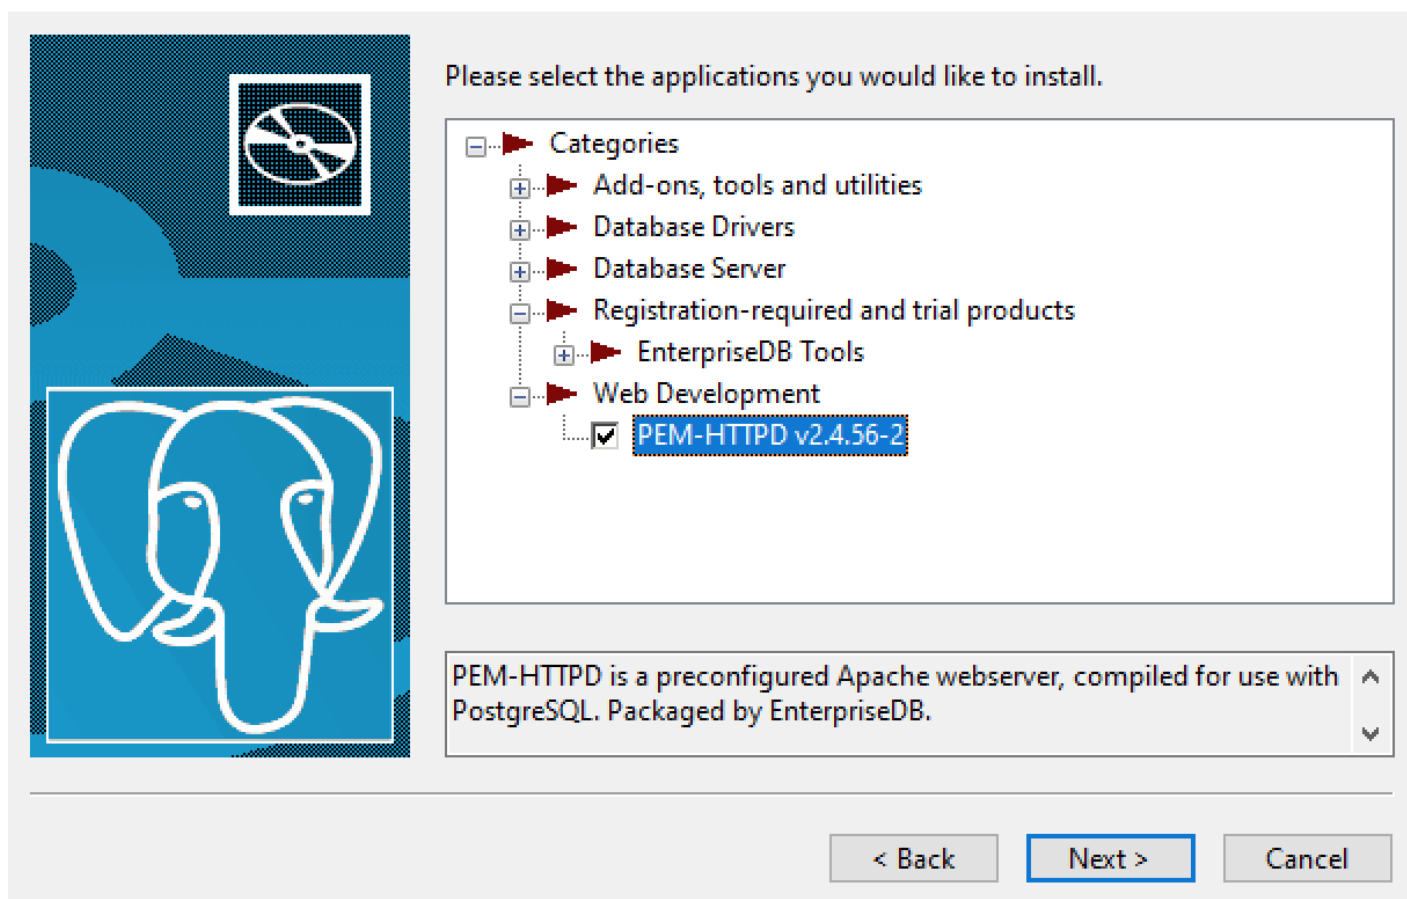 Please select the applications you would like to install.
Categories
Add-ons, tools and utilities
Database Drivers
Database Server
Registration-required and trial products
EnterpriseDB Tools
Web Development
PEM-HTTPD v2.4.56-2
PEM-HTTPD is a preconfigured Apache webserver, compiled for use with
PostgreSQL. Packaged by EnterpriseDB.
< Back
Next >
Cancel